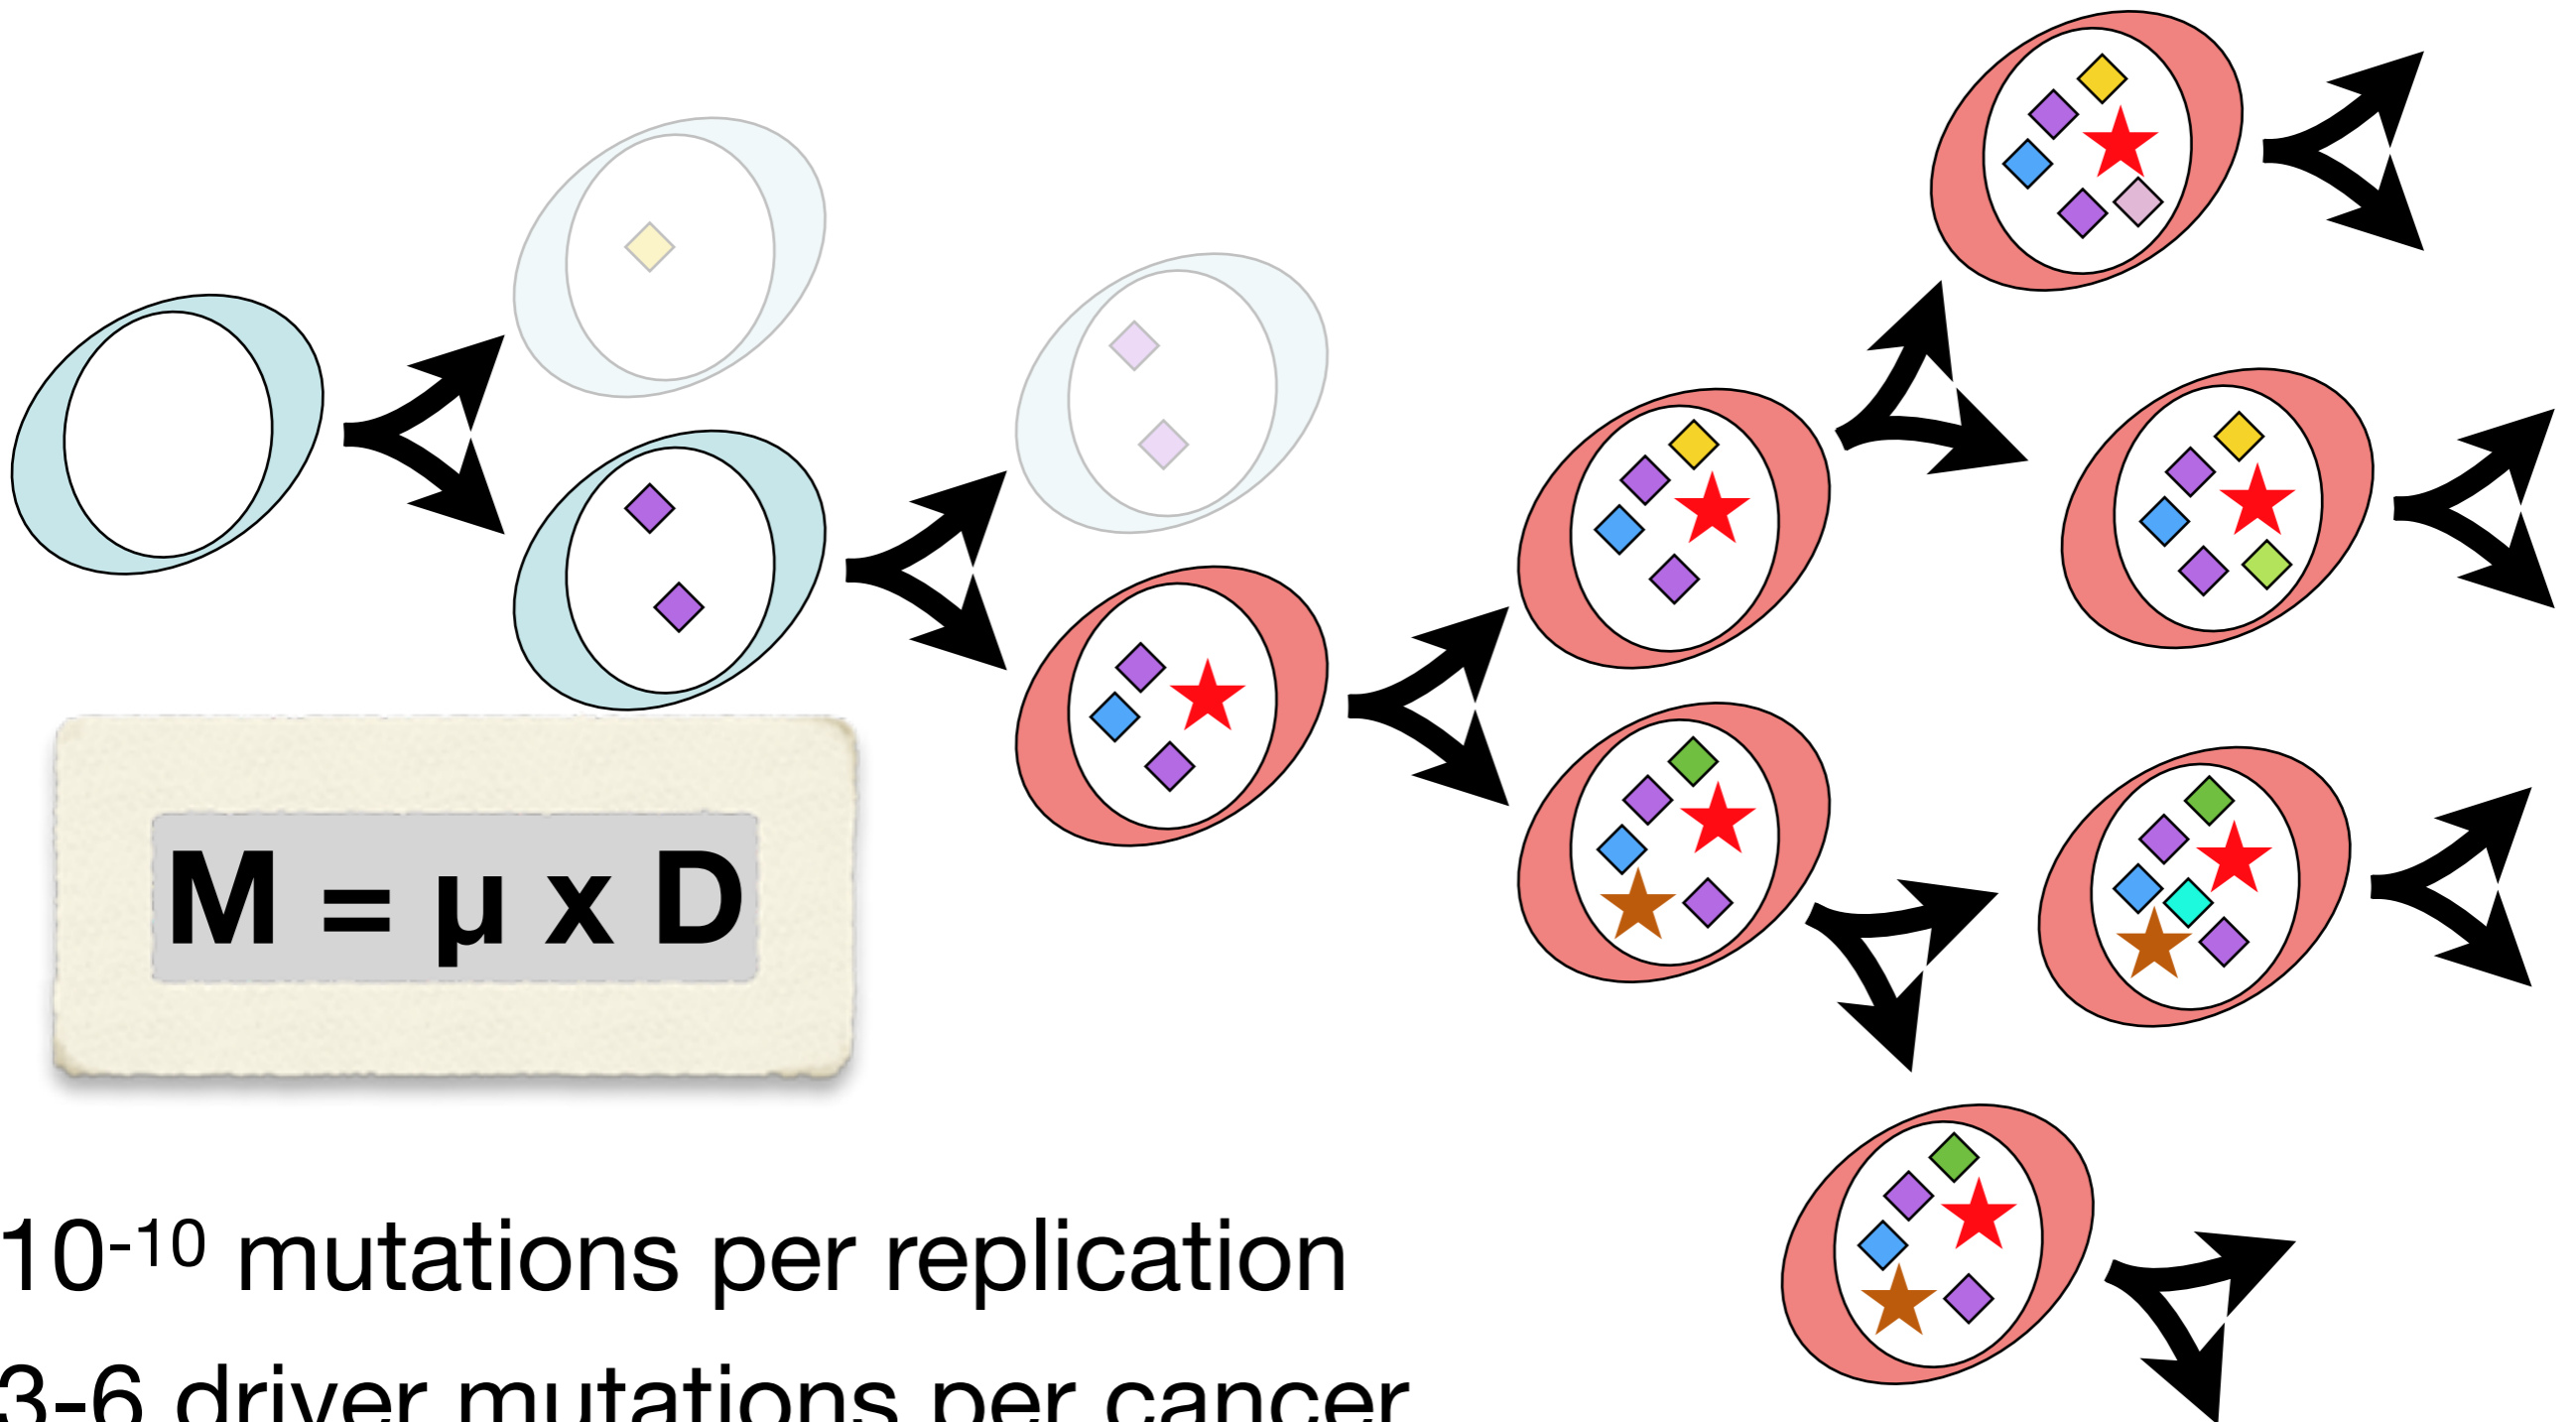 M = µ x D
10-10 mutations per replication
3-6 driver mutations per cancer